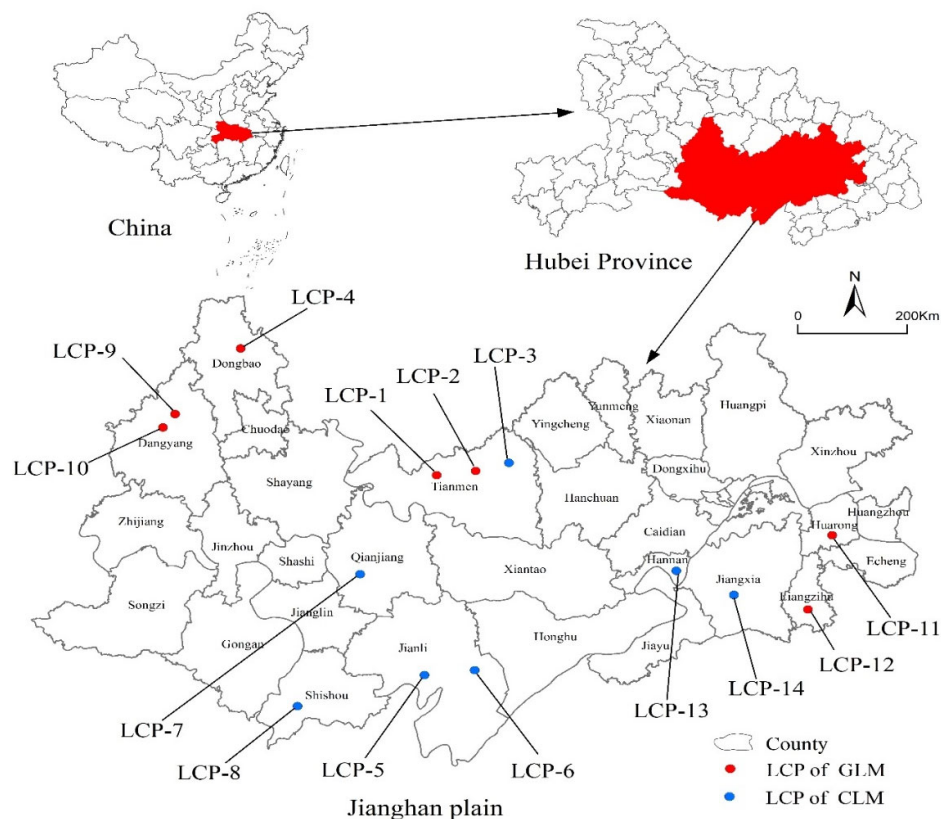 China
Hubei Province
N
0
200Km
LCP-4
LCP-9
LCP-3
LCP-2
LCP-1
LCP-10
Dongbao
Chuodao
Dangyang
Yingcheng
Yunmeng
Xiaonan
Huangpi
Shayang
Tianmen
Hanchuan
Dongxihu
Xinzhou
Zhijiang
Jinzhou
Shashi
Qianjiang
Xiantao
Caidian
Hannan
Huangzhou
Huarong
Echeng
Songzi
Gongan
Jianglin
Jianli
Honghu
Jiayu
Jiangxia
Liangzihu
Shishou
LCP-11
LCP-12
LCP-14
LCP-13
LCP-7
LCP-8
LCP-5
LCP-6
Jianghan plain
County
LCP of GLM
LCP of CLM